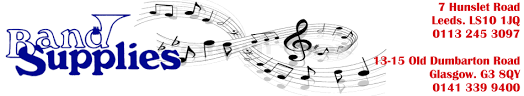 Band
Supplies
7 Hunslet Road
Leeds. LS10 1JQ
0113 245 3097
13-15 Old Dumbarton Road
Glasgow. G3 8QY
0141 339 9400